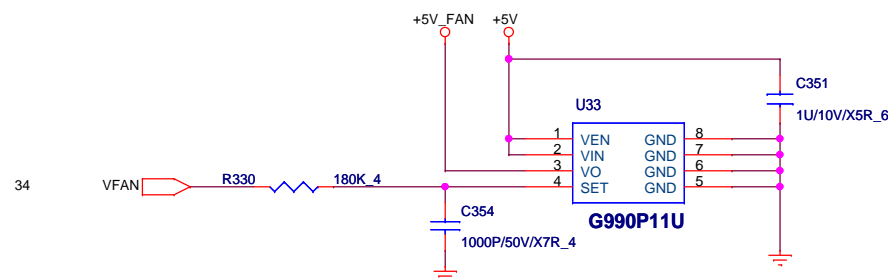 +5V_FAN +5V
C351
1U/10V/X5R_6
U33
1 VEN GND 8
2 VIN GND 7
3 VO GND 6
4 SET GND 5
34 VFAN R330 180K_4
C354
1000P/50V/X7R_4
G990P11U